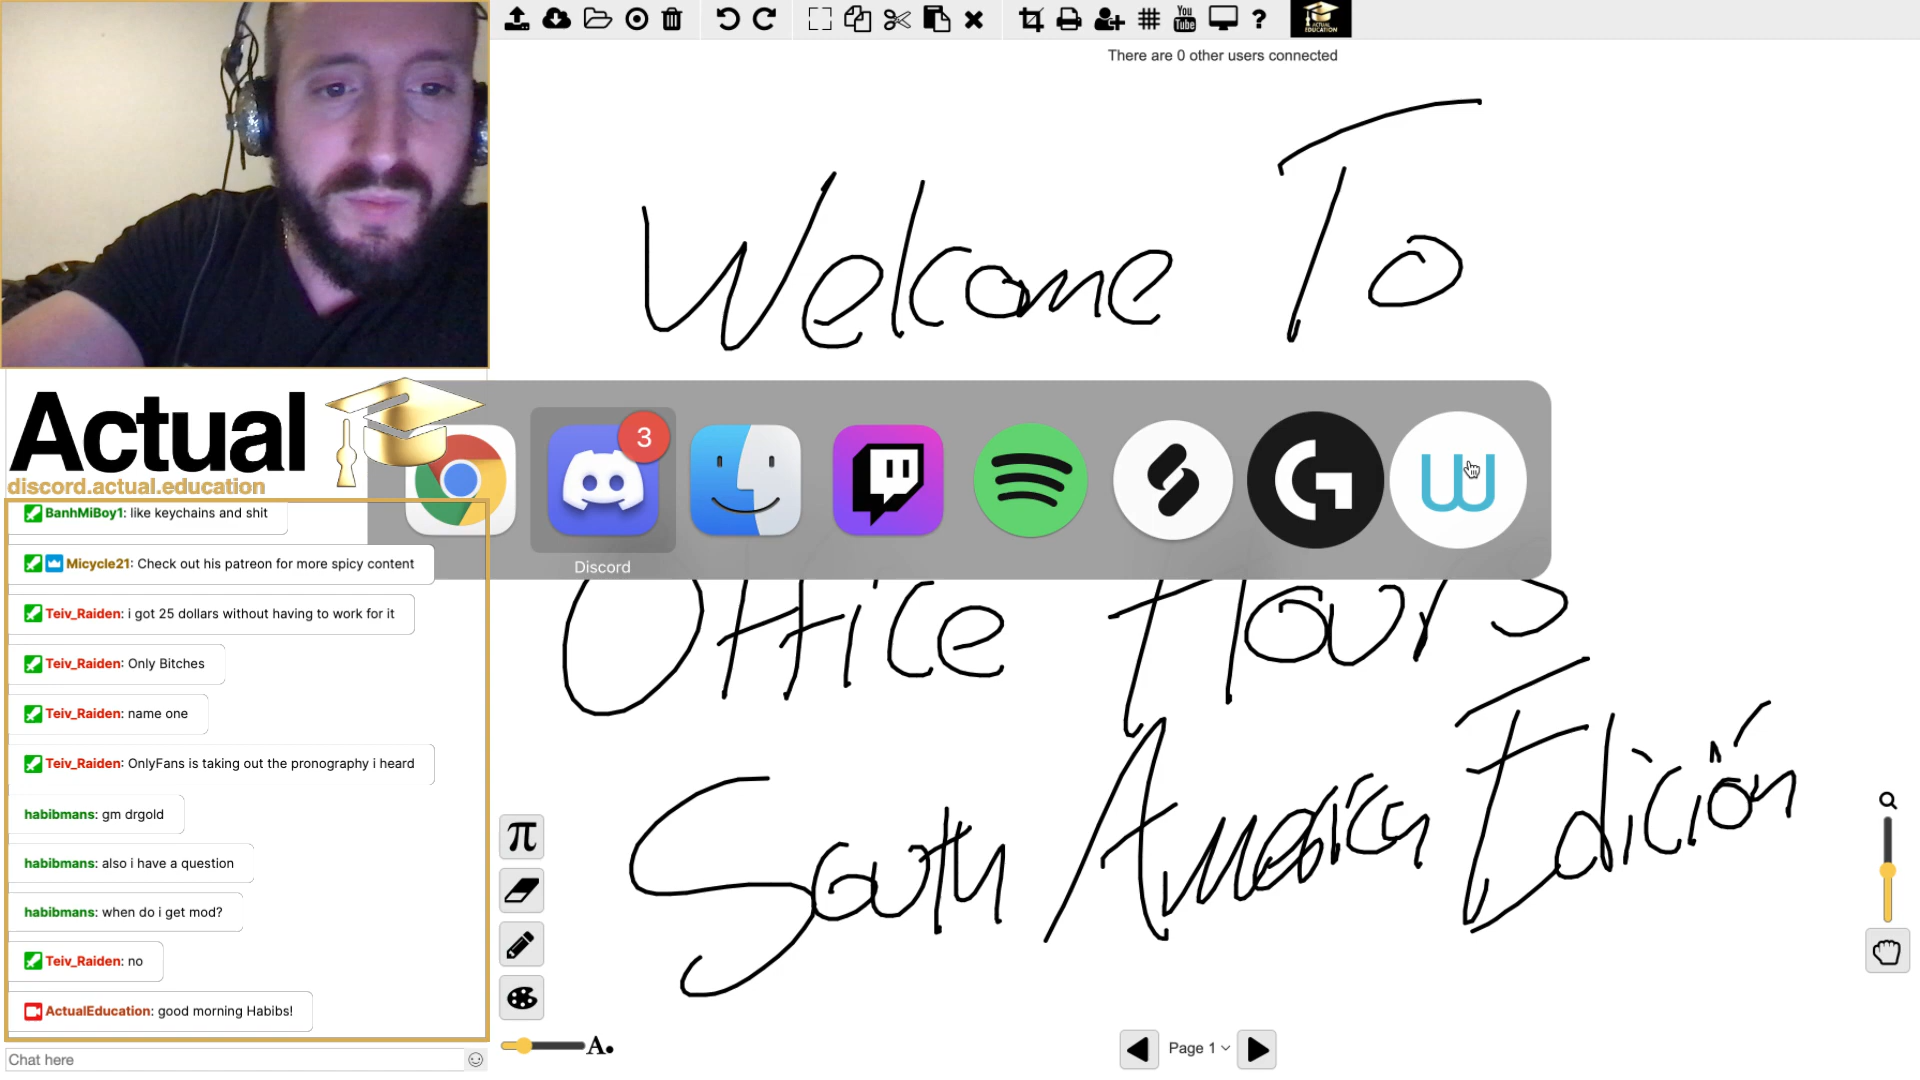 You
Tube
?
ACTUAL
EDUCATION
There are 0 other users connected
Welcome To
Actual
discord.actual.education
3
Discord
BanhMiBoy1: like keychains and shit
Micycle21: Check out his patreon for more spicy content
Teiv_Raiden: i got 25 dollars without having to work for it
Teiv_Raiden: Only Bitches
Teiv_Raiden: name one
Teiv_Raiden: OnlyFans is taking out the pronography i heard
habibmans: gm drgold
habibmans: also i have a question
habibmans: when do i get mod?
Teiv_Raiden: no
ActualEducation: good morning Habibs!
Chat here
Office Hours
South America Edición
π
A
Page 1